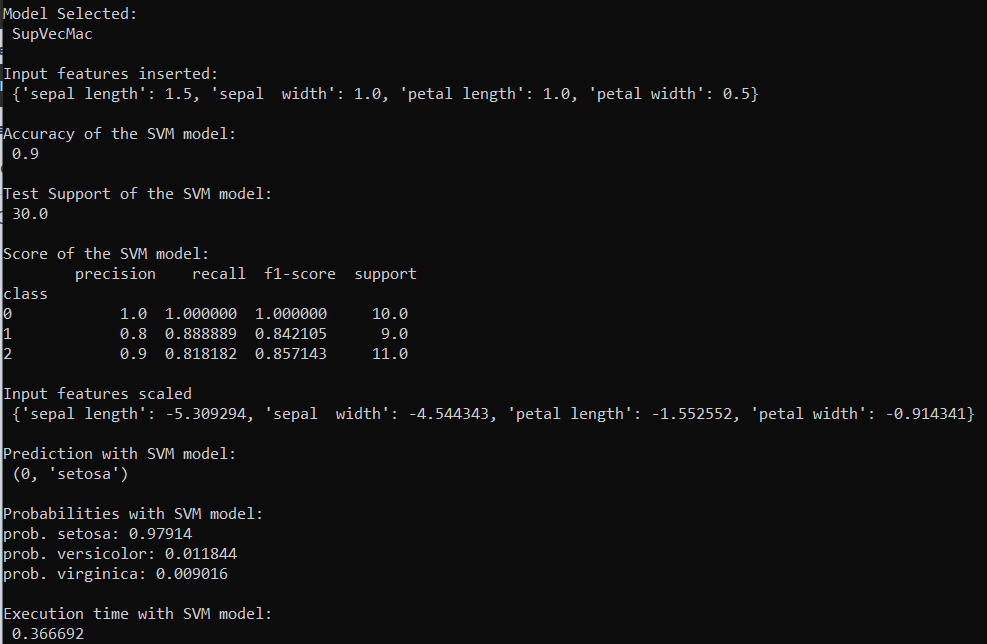 Model Selected:
SupVecMac
Input features inserted:
{'sepal length': 1.5, 'sepal  width': 1.0, 'petal length': 1.0, 'petal width': 0.5}
Accuracy of the SVM model:
0.9
Test Support of the SVM model:
30.0
Score of the SVM model:
precision    recall  f1-score  support
class
0            1.0  1.000000  1.000000     10.0
1            0.8  0.888889  0.842105      9.0
2            0.9  0.818182  0.857143     11.0
Input features scaled
{'sepal length': -5.309294, 'sepal  width': -4.544343, 'petal length': -1.552552, 'petal width': -0.914341}
Prediction with SVM model:
(0, 'setosa')
Probabilities with SVM model:
prob. setosa: 0.97914
prob. versicolor: 0.011844
prob. virginica: 0.009016
Execution time with SVM model:
0.366692